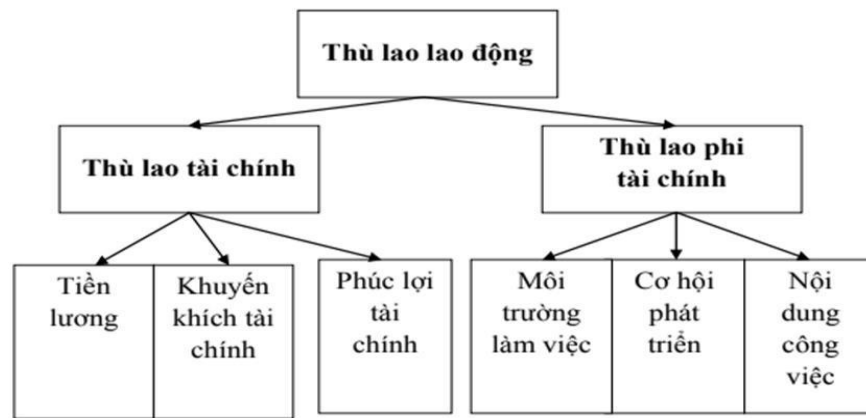 Thù lao lao động
Thù lao tài chính
Thù lao phi
tài chính
Tiền
lương
Khuyến
khích tài
chính
Phúc lợi
tài
chính
Môi
trường
làm việc
Cơ hội
phát
triển
Nội
dung
công
việc